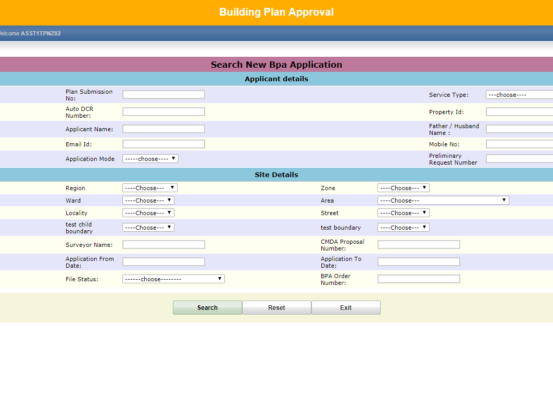 Building Plan Approval
Welcome ASSTYTPNZ03
Search New Bpa Application
Applicant details
Plan Submission No:
Service Type: ---choose----
Auto DCR Number:
Property Id:
Applicant Name:
Father / Husband Name :
Email Id:
Mobile No:
Application Mode -----choose----
Preliminary Request Number
Site Details
Region ----Choose---
Zone ----Choose---
Ward ----Choose---
Area ----Choose---
Locality ----Choose---
Street ----Choose---
test child boundary ----Choose---
test boundary ----Choose---
Surveyor Name:
CMDA Proposal Number:
Application From Date:
Application To Date:
File Status: ------choose--------
BPA Order Number:
Search Reset Exit